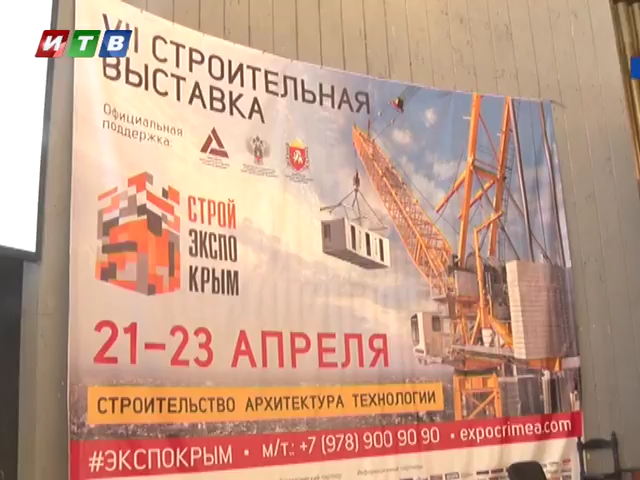 ИТВ
VII СТРОИТЕЛЬНАЯ
ВЫСТАВКА
Официальная
поддержка:
СТРОЙ
ЭКСПО
КРЫМ
21–23 АПРЕЛЯ
СТРОИТЕЛЬСТВО АРХИТЕКТУРА ТЕХНОЛОГИИ
#ЭКСПОКРЫМ • м/т.: +7 (978) 900 90 90 • expocrimea.com